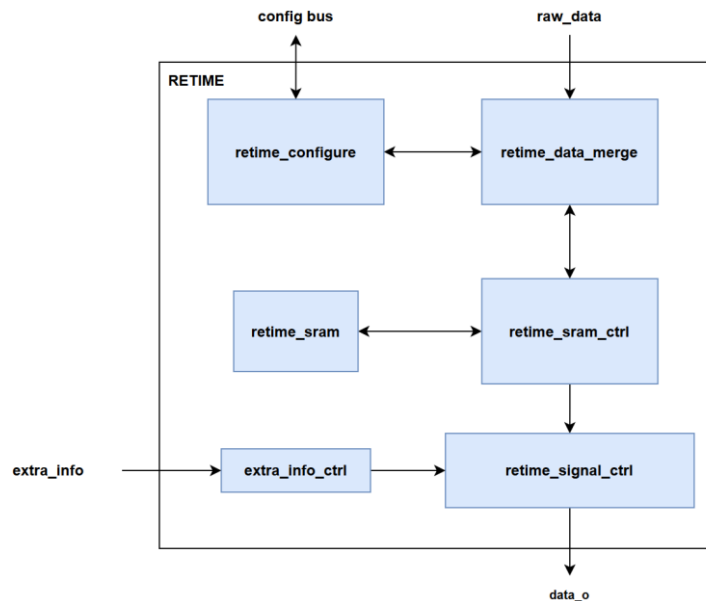 config bus
raw_data
RETIME
retime_configure
retime_data_merge
retime_sram
retime_sram_ctrl
extra_info
extra_info_ctrl
retime_signal_ctrl
data_o